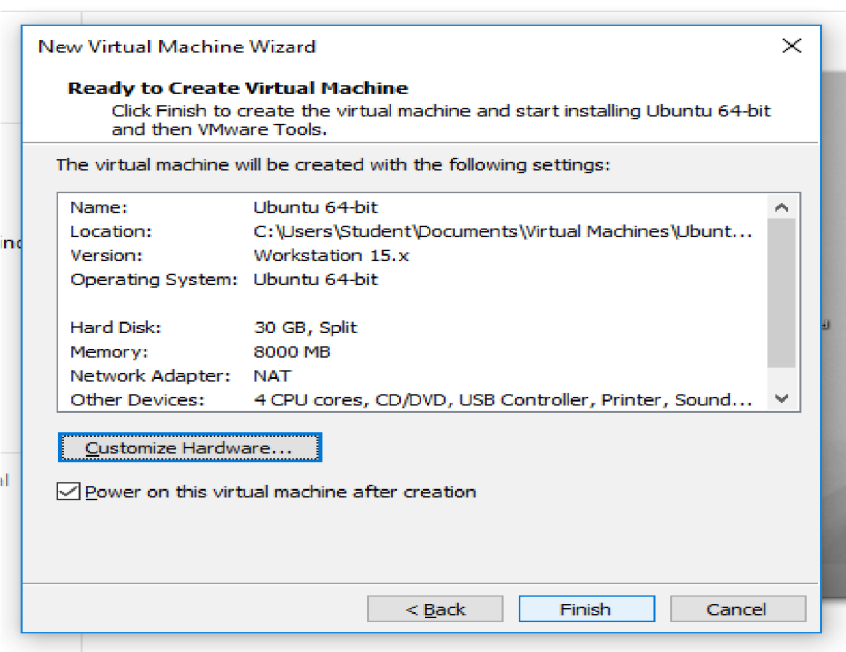 New Virtual Machine Wizard
Ready to Create Virtual Machine
Click Finish to create the virtual machine and start installing Ubuntu 64-bit
and then VMware Tools.
The virtual machine will be created with the following settings:
Name: Ubuntu 64-bit
Location: C:\Users\Student\Documents\Virtual Machines\Ubunt...
Version: Workstation 15.x
Operating System: Ubuntu 64-bit
Hard Disk: 30 GB, Split
Memory: 8000 MB
Network Adapter: NAT
Other Devices: 4 CPU cores, CD/DVD, USB Controller, Printer, Sound...
Customize Hardware...
Power on this virtual machine after creation
< Back Finish Cancel